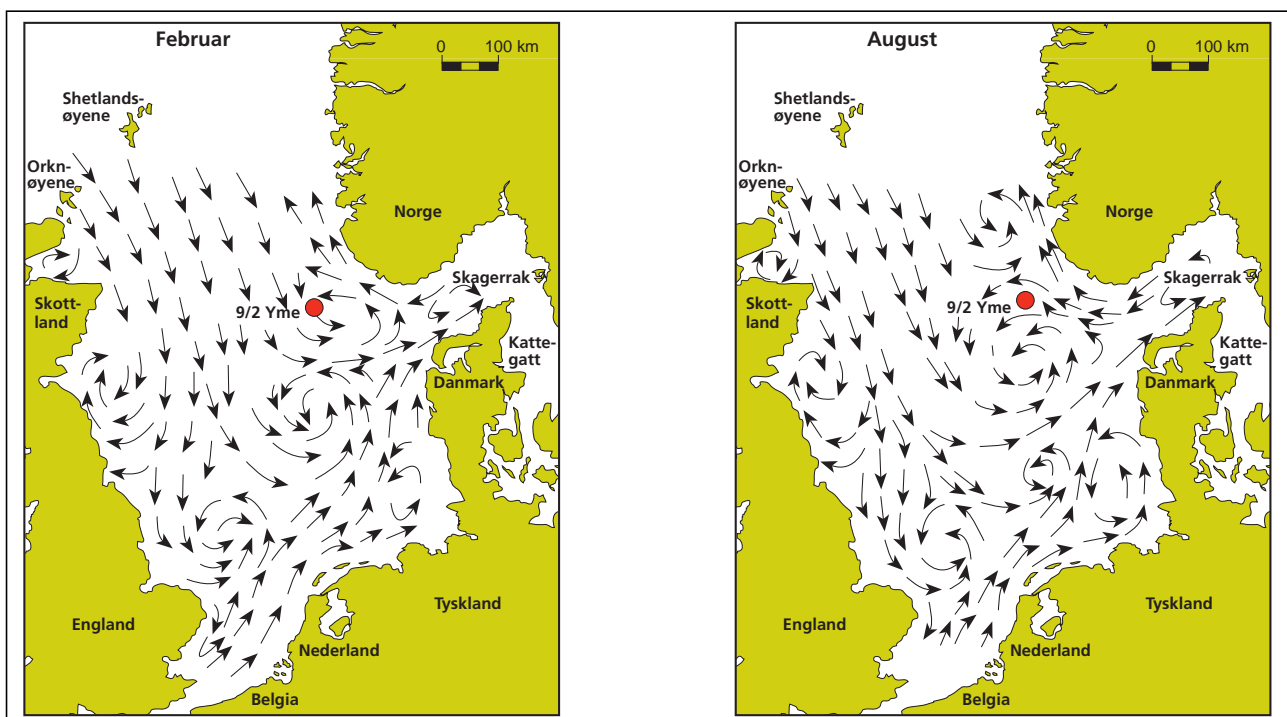 Februar
0 100 km
Shetlands-
øyene
Orkn-
øyene
Norge
Skagerrak
9/2 Yme
Skott-
land
Katte-
gatt
Danmark
Tyskland
England
Nederland
Belgia
August
0 100 km
Shetlands-
øyene
Orkn-
øyene
Norge
Skagerrak
9/2 Yme
Skott-
land
Katte-
gatt
Danmark
Tyskland
England
Nederland
Belgia